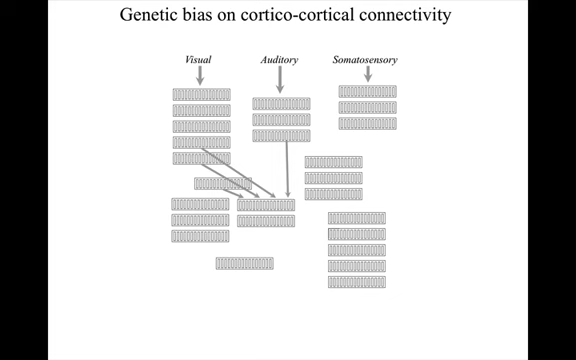 Genetic bias on cortico-cortical connectivity
Visual Auditory Somatosensory